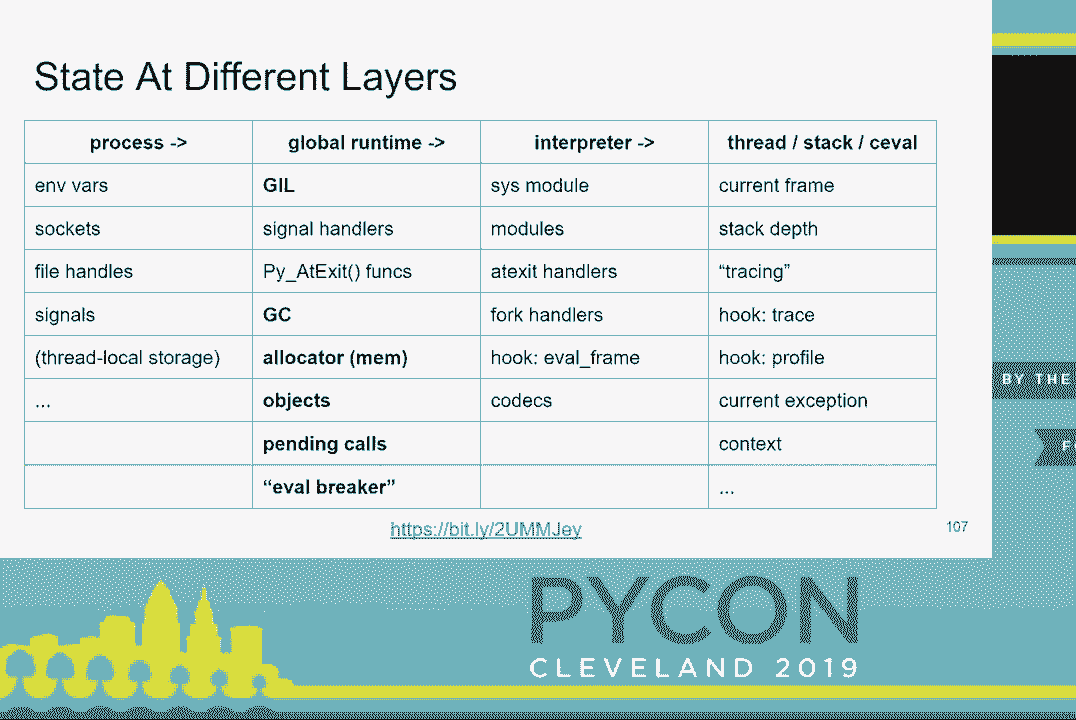 State At Different Layers
process -> global runtime -> interpreter -> thread / stack / ceval
env vars GIL sys module current frame
sockets signal handlers modules stack depth
file handles Py_AtExit() funcs atexit handlers “tracing”
signals GC fork handlers hook: trace
(thread-local storage) allocator (mem) hook: eval_frame hook: profile
... objects codecs current exception
pending calls context
“eval breaker” ...
https://bit.ly/2UMMJey
107
BY THE
PYCON
CLEVELAND 2019